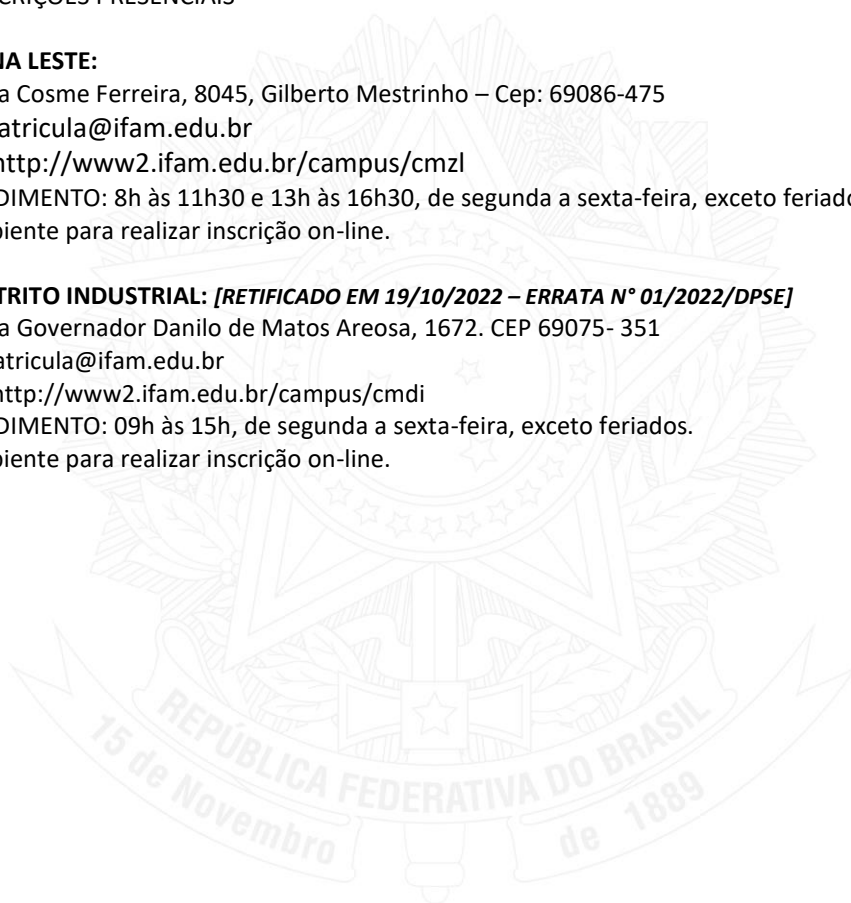 CRIÇÕES PRESENCIAIS
NA LESTE:
a Cosme Ferreira, 8045, Gilberto Mestrinho – Cep: 69086-475
atricula@ifam.edu.br
http://www2.ifam.edu.br/campus/cmzl
DIMENTO: 8h às 11h30 e 13h às 16h30, de segunda a sexta-feira, exceto feriado
biente para realizar inscrição on-line.
TRITO INDUSTRIAL: [RETIFICADO EM 19/10/2022 – ERRATA N° 01/2022/DPSE]
a Governador Danilo de Matos Areosa, 1672. CEP 69075- 351
atricula@ifam.edu.br
http://www2.ifam.edu.br/campus/cmdi
DIMENTO: 09h às 15h, de segunda a sexta-feira, exceto feriados.
biente para realizar inscrição on-line.
REPÚBLICA FEDERATIVA DO BRASIL
15 de Novembro de 1889